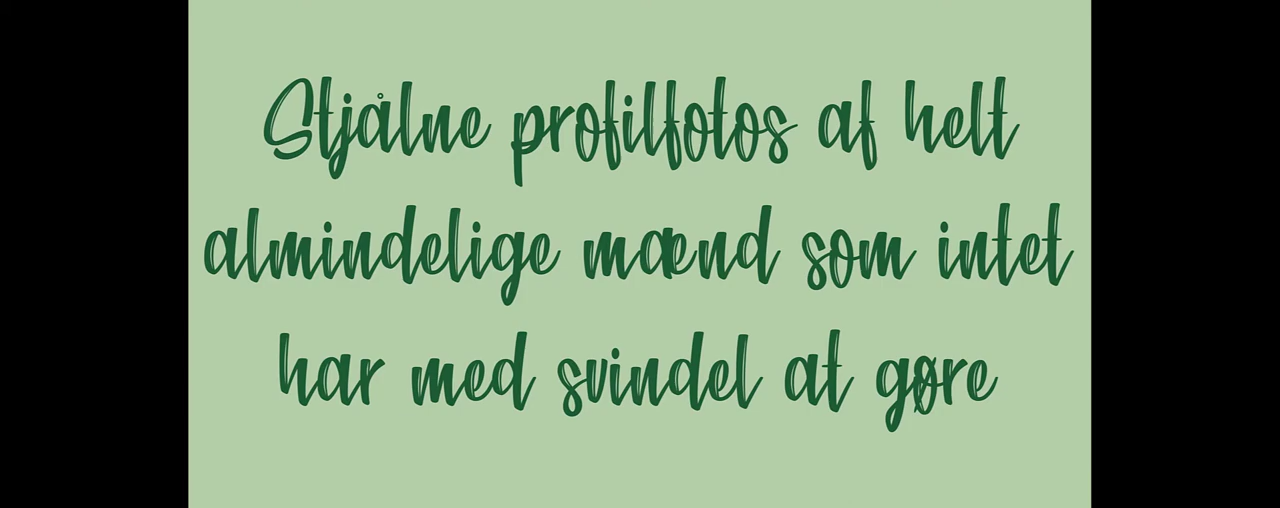 Stjålne profilfotos af helt
almindelige mænd som intet
har med svindel at gøre